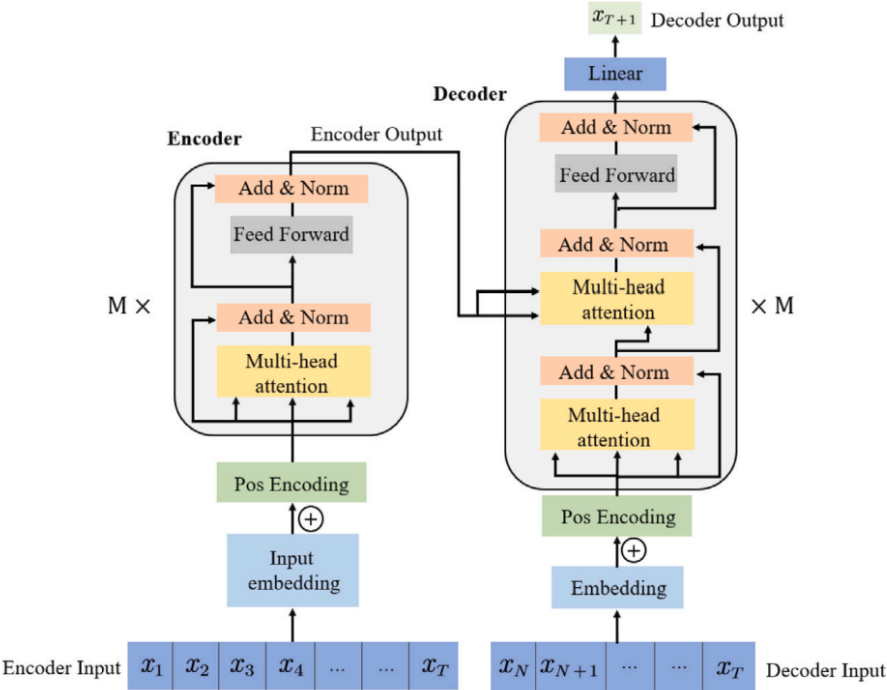 x_{T+1} Decoder Output
Linear
Decoder
Encoder
Encoder Output
Add & Norm
Feed Forward
Add & Norm
Multi-head
attention
M ×
Pos Encoding
+
Input
embedding
Encoder Input x_1 x_2 x_3 x_4 ... ... x_T
Add & Norm
Feed Forward
Add & Norm
Multi-head
attention
× M
Add & Norm
Multi-head
attention
Pos Encoding
+
Embedding
x_N x_{N+1} ... ... x_T Decoder Input